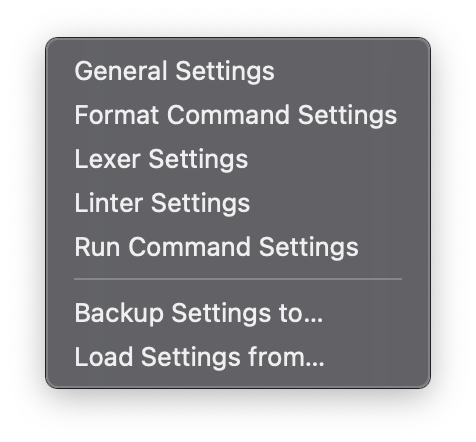 General Settings
Format Command Settings
Lexer Settings
Linter Settings
Run Command Settings
Backup Settings to...
Load Settings from...